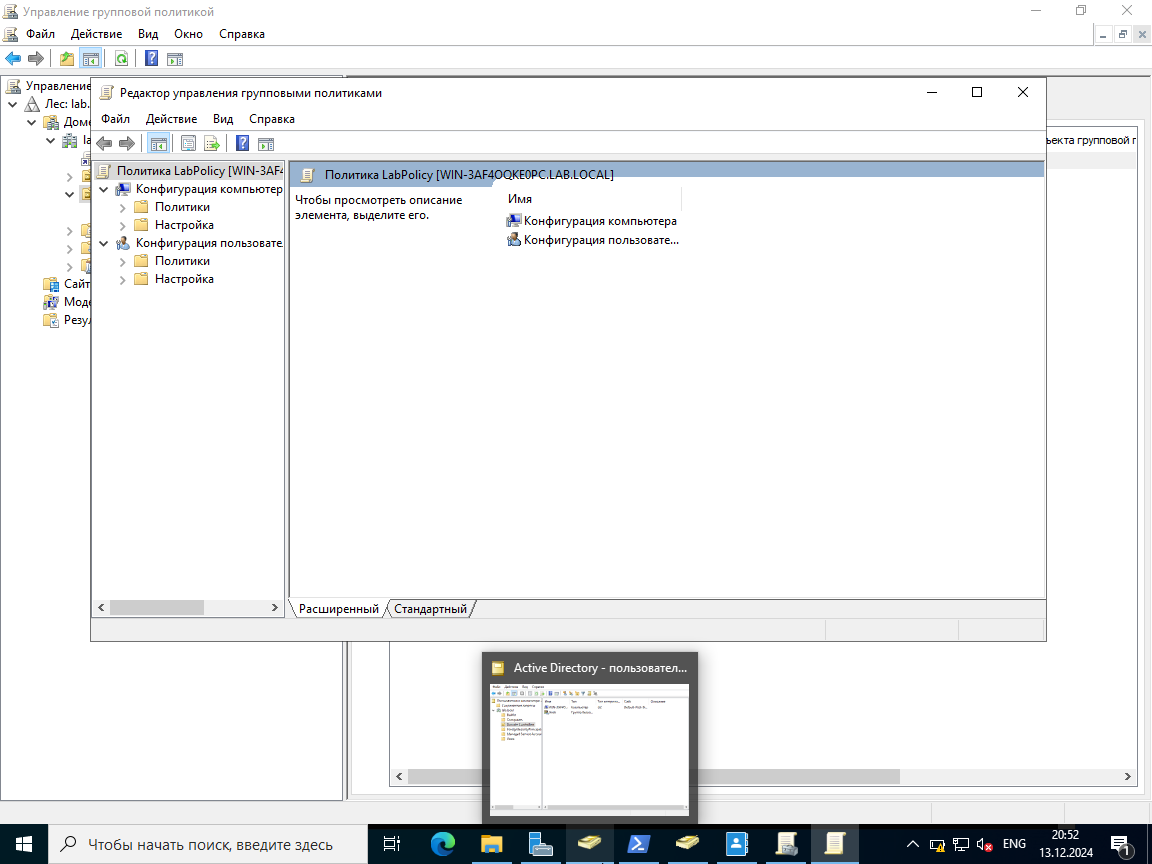 Управление групповой политикой
Файл Действие Вид Окно Справка
Управление
Лес: lab.
Доме
la
Сайт
Моде
Резул
ъекта групповой г
Редактор управления групповыми политиками
Файл Действие Вид Справка
Политика LabPolicy [WIN-3AF4
Конфигурация компьютер
Политики
Настройка
Конфигурация пользовате.
Политики
Настройка
Политика LabPolicy [WIN-3AF4OQKE0PC.LAB.LOCAL]
Чтобы просмотреть описание
элемента, выделите его.
Имя
Конфигурация компьютера
Конфигурация пользовате...
Расширенный Стандартный
Active Directory - пользовател...
Чтобы начать поиск, введите здесь
ENG
20:52
13.12.2024
1